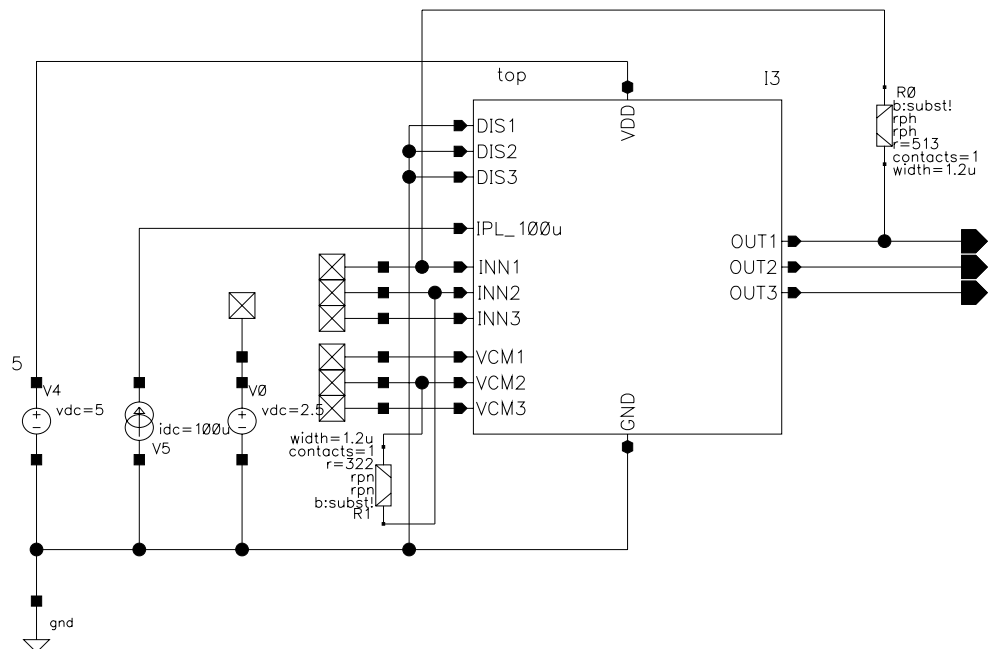 top
I3
VDD
R0
b:subst!
rph
rph
r=513
contacts=1
width=1.2u
DIS1
DIS2
DIS3
IPL_100u
INN1
INN2
INN3
VCM1
VCM2
VCM3
OUT1
OUT2
OUT3
GND
5
V4
vdc=5
idc=100u
V5
V0
vdc=2.5
width=1.2u
contacts=1
r=322
rpn
rpn
b:subst!
R1
gnd